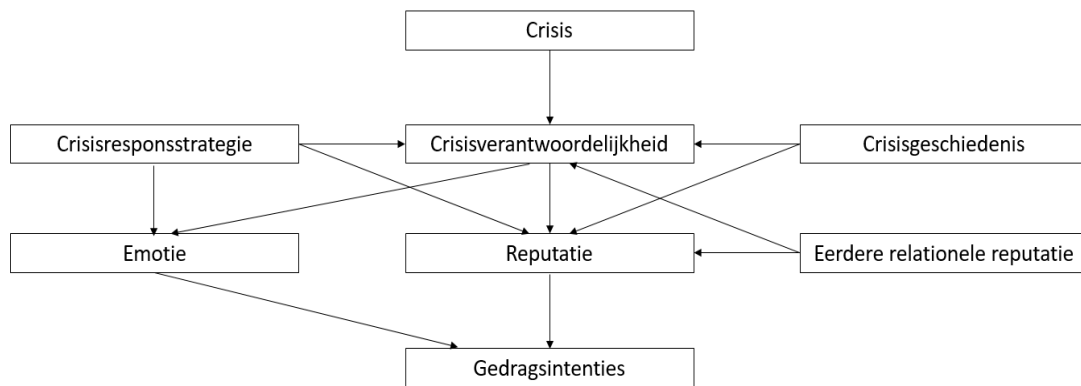 Crisis
Crisisresponsstrategie
Crisisverantwoordelijkheid
Crisisgeschiedenis
Emotie
Reputatie
Eerdere relationele reputatie
Gedragsintenties